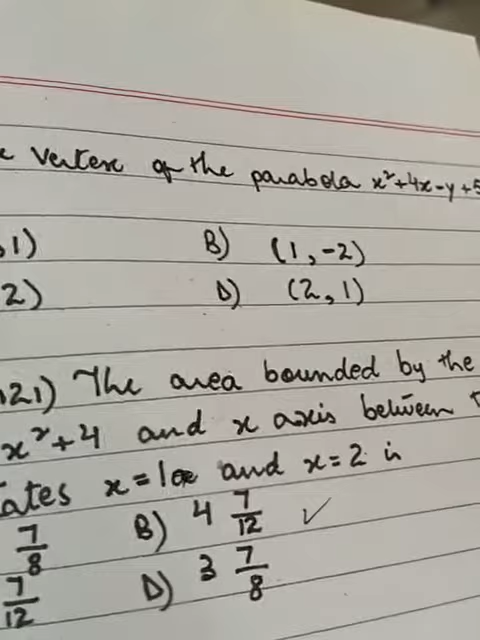 vertex of the parabola x²+4x-y+5
,1) B) (1,-2)
2) D) (2,1)
121) The area bounded by the
x²+4 and x axis between
ates x=1 and x=2 is
7/8 B) 4 7/12 ✓
7/12 D) 3 7/8